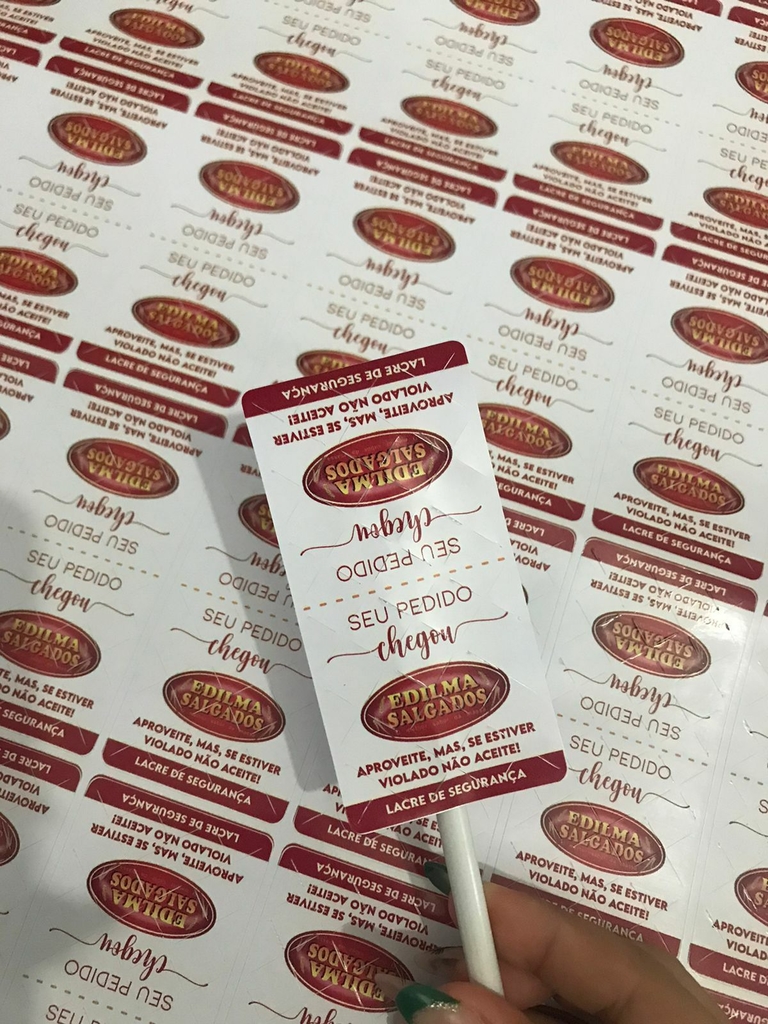 LACRE DE SEGURANÇA
APROVEITE, MAS, SE ESTIVER
VIOLADO NÃO ACEITE!
EDILMA
SALGADOS
chegou
SEU PEDIDO
SEU PEDIDO
chegou
EDILMA
SALGADOS
APROVEITE, MAS, SE ESTIVER
VIOLADO NÃO ACEITE!
LACRE DE SEGURANÇA